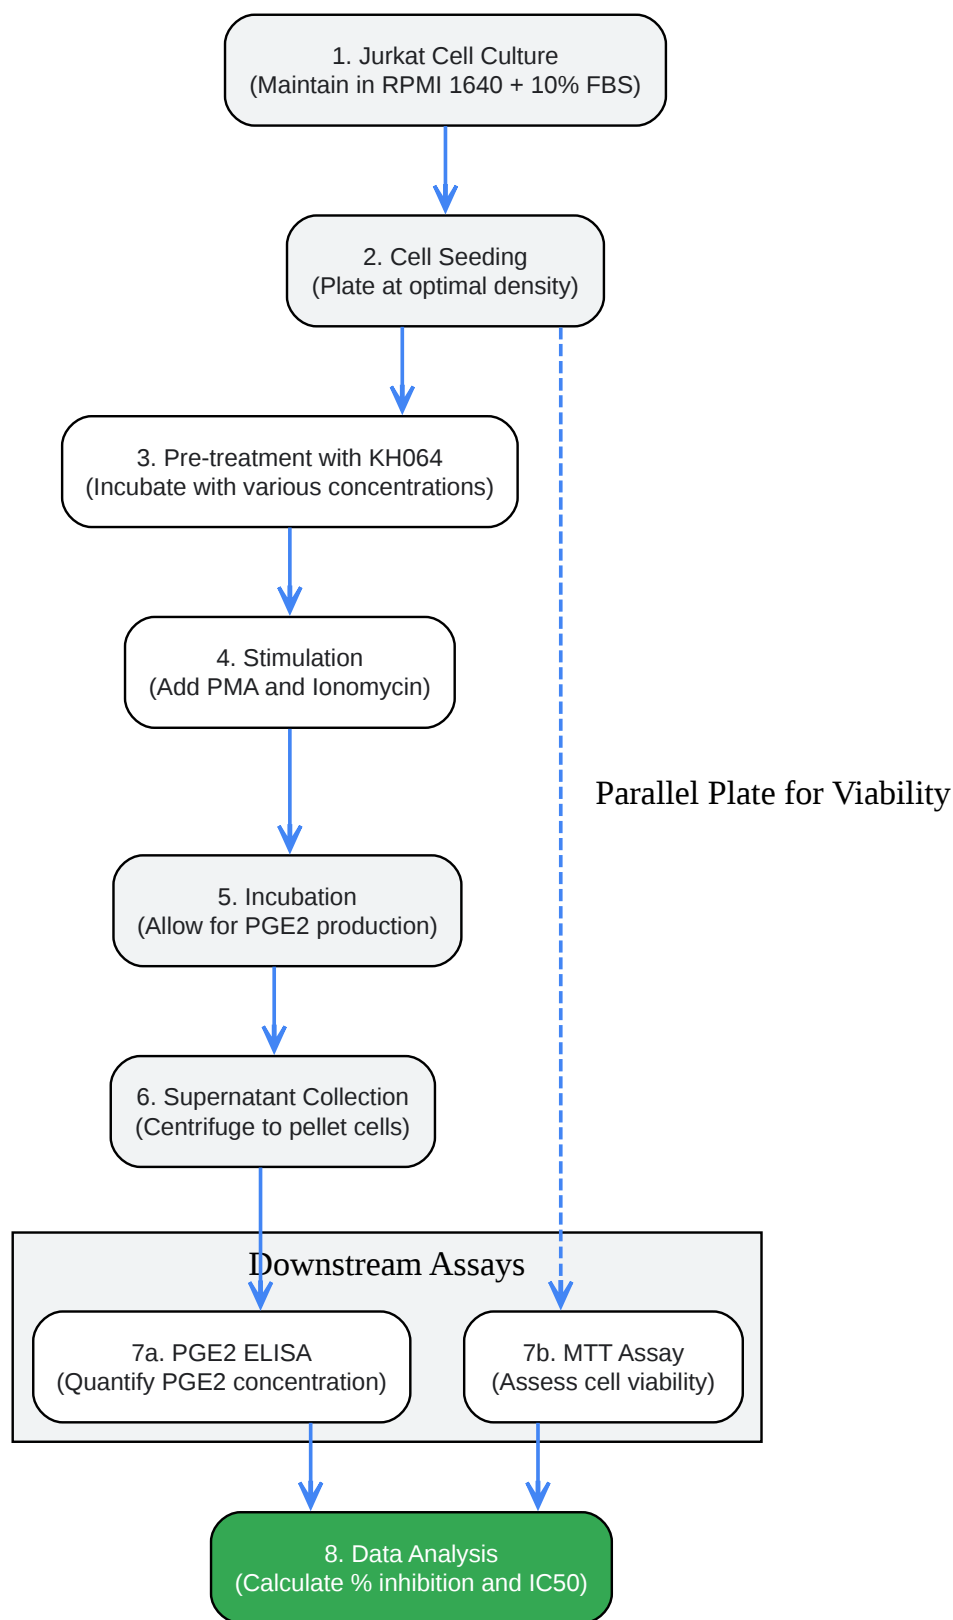 1. Jurkat Cell Culture
(Maintain in RPMI 1640 + 10% FBS)
2. Cell Seeding
(Plate at optimal density)
3. Pre-treatment with KH064
(Incubate with various concentrations)
4. Stimulation
(Add PMA and Ionomycin)
Parallel Plate for Viability
5. Incubation
(Allow for PGE2 production)
6. Supernatant Collection
(Centrifuge to pellet cells)
Downstream Assays
7a. PGE2 ELISA
(Quantify PGE2 concentration)
7b. MTT Assay
(Assess cell viability)
8. Data Analysis
(Calculate % inhibition and IC50)